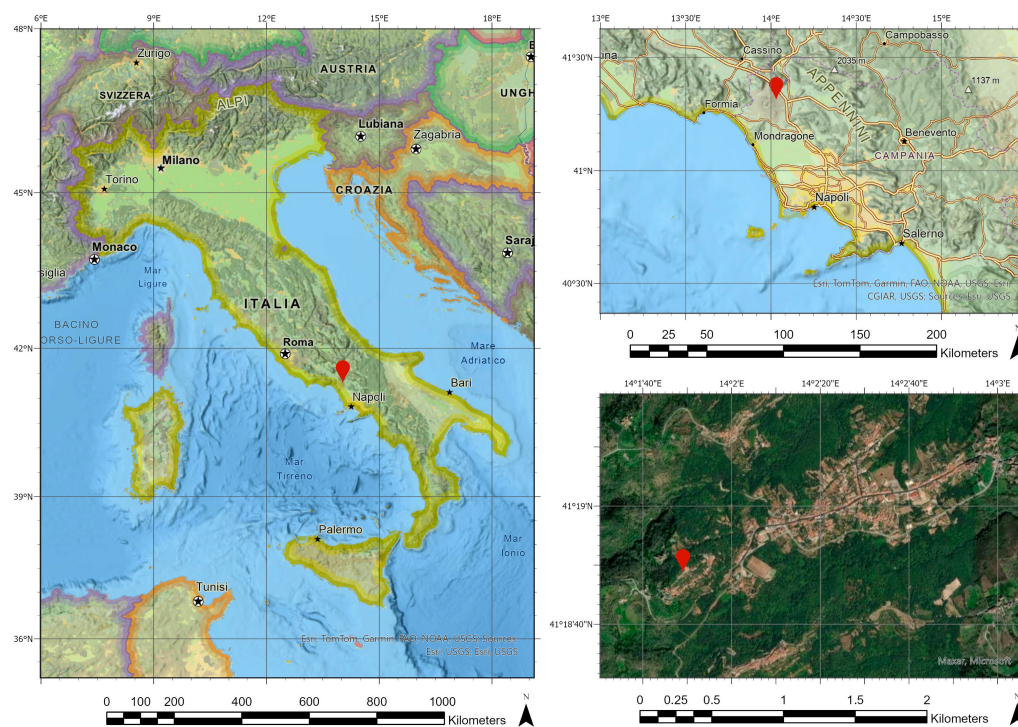 6°E 9°E 12°E 15°E 18°E
48°N
45°N
42°N
39°N
36°N
Zurigo
AUSTRIA
SVIZZERA
ALPI
UNGH
Lubiana
Zagabria
Milano
Torino
CROAZIA
Monaco
siglia
Saraj
Mar
Ligure
ITALIA
BACINO
ORSO-LIGURE
Roma
Mare
Adriatico
Bari
Napoli
Mar
Tirreno
Palermo
Mar
Ionio
Tunisi
Esri, TomTom, Garmin, FAO, NOAA, USGS; Sources:
Esri, USGS; Esri, USGS
0 100 200 400 600 800 1000
Kilometers
N
13°E 13°30'E 14°E 14°30'E 15°E
41°30'N
41°N
40°30'N
Campobasso
Cassino
ina
2035 m
APPENNINI
1137 m
Formia
Mondragone
Benevento
CAMPANIA
Napoli
Salerno
Esri, TomTom, Garmin, FAO, NOAA, USGS, Esri,
CGIAR, USGS; Sources: Esri, USGS
0 25 50 100 150 200
Kilometers
N
14°1'40"E 14°2'E 14°2'20"E 14°2'40"E 14°3'E
41°19'N
41°18'40"N
Maxar, Microsoft
0 0.25 0.5 1 1.5 2
Kilometers
N